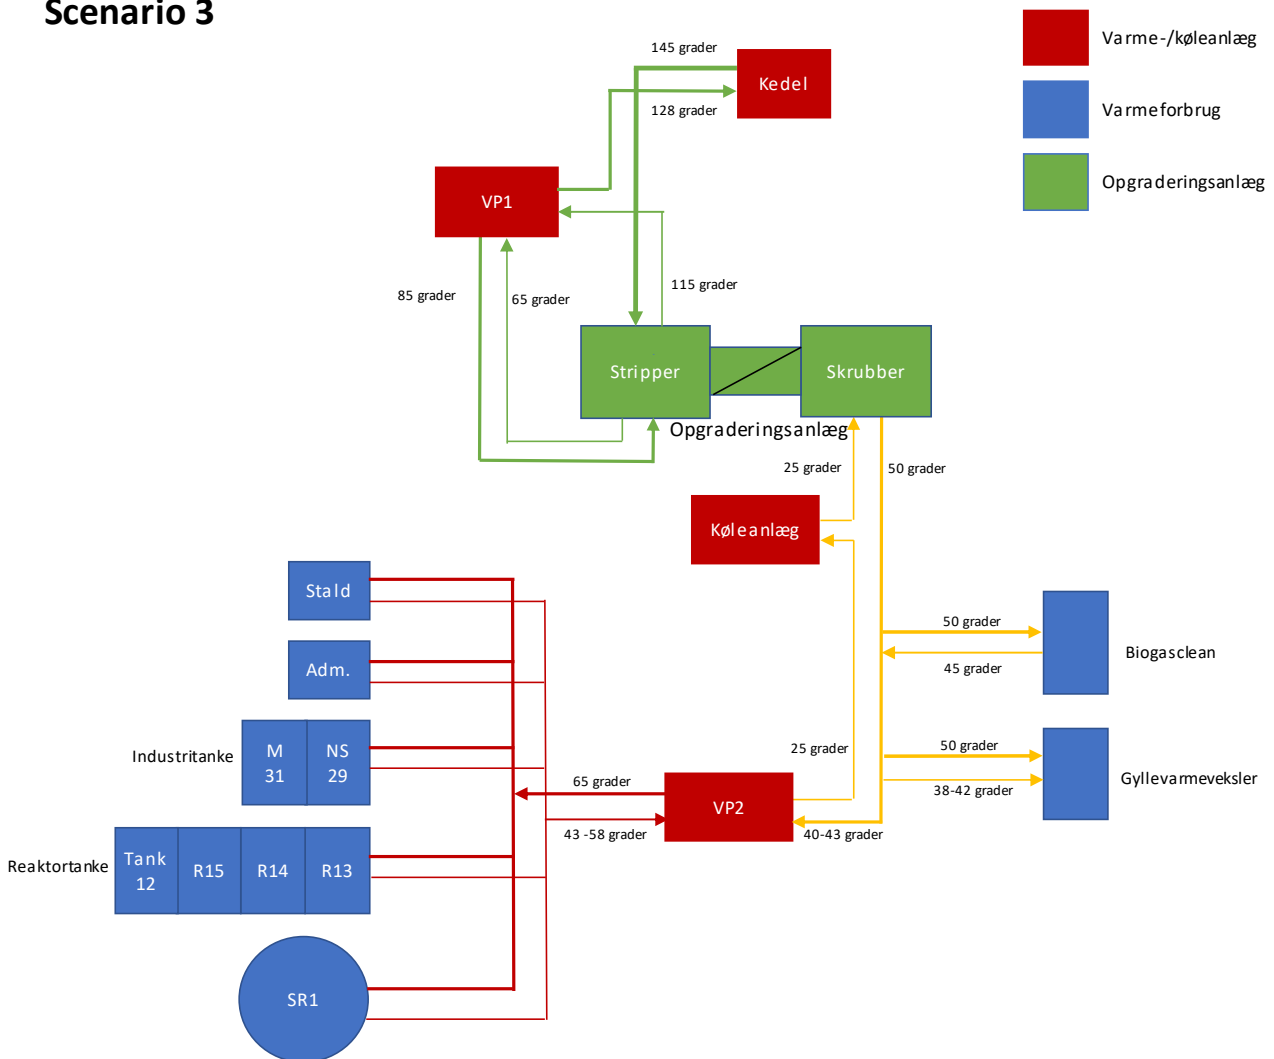 Scenario 3
Varme-/køleanlæg
Varmeforbrug
Opgraderingsanlæg
145 grader
Kedel
128 grader
VP1
85 grader
65 grader
115 grader
Stripper
Skrubber
Opgraderingsanlæg
25 grader
50 grader
Køleanlæg
Stald
Adm.
Industritanke
M
31
NS
29
Reaktortanke
Tank
12
R15
R14
R13
SR1
65 grader
43 -58 grader
VP2
25 grader
40-43 grader
50 grader
45 grader
Biogasclean
50 grader
38-42 grader
Gyllevarmeveksler